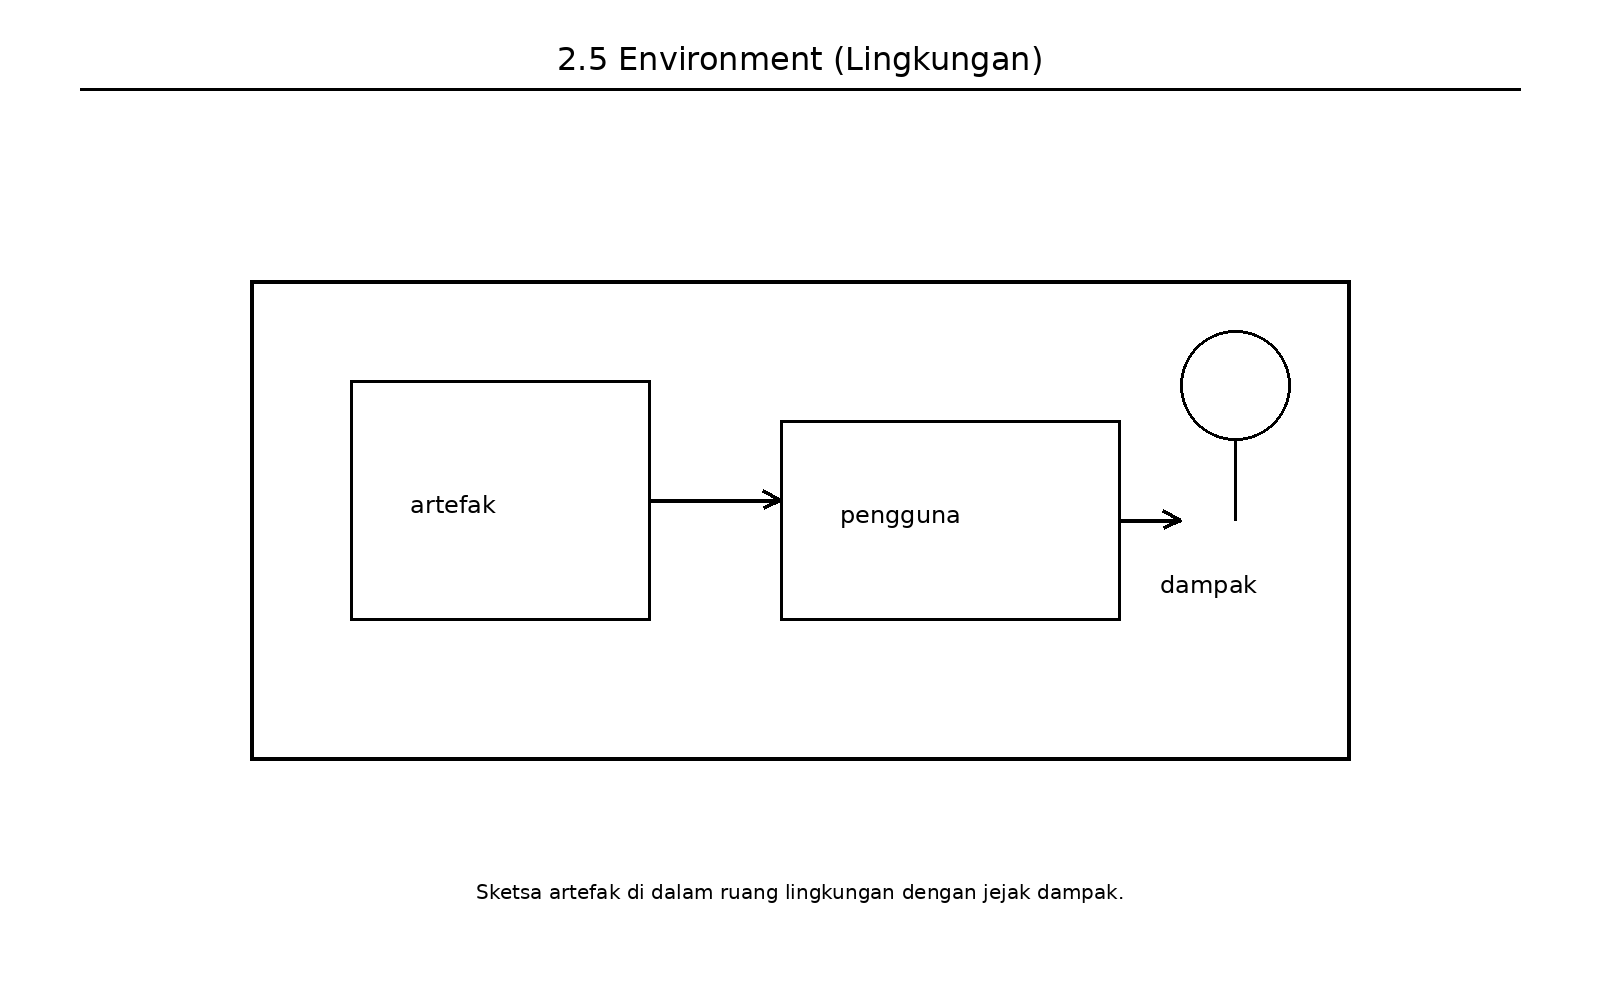 2.5 Environment (Lingkungan)
artefak
pengguna
dampak
Sketsa artefak di dalam ruang lingkungan dengan jejak dampak.